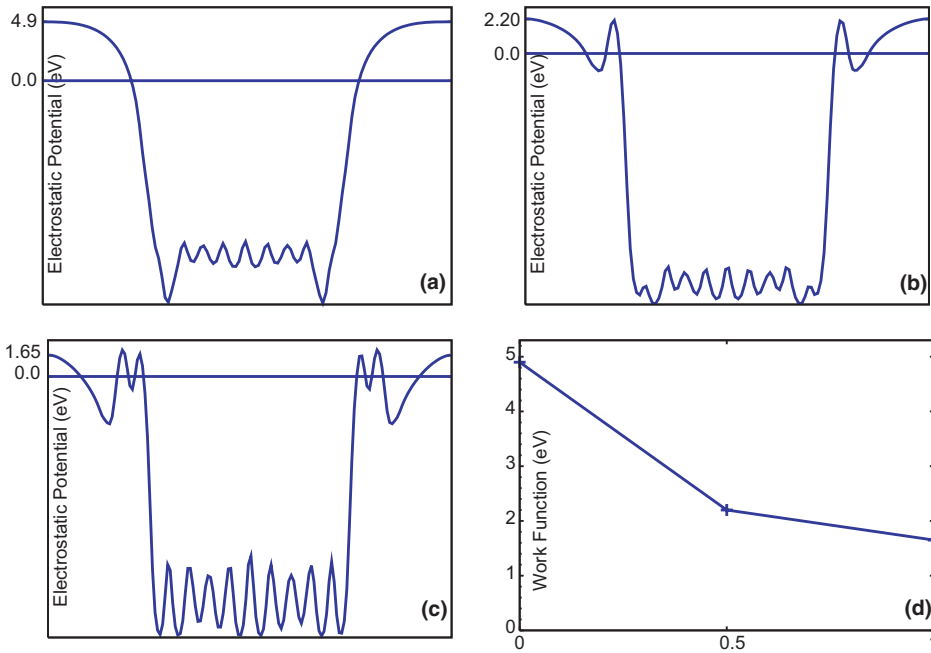 4.9
0.0
Electrostatic Potential (eV)
(a)
2.20
0.0
Electrostatic Potential (eV)
(b)
1.65
0.0
Electrostatic Potential (eV)
(c)
5
4
3
2
1
0
Work Function (eV)
(d)
0
0.5
1